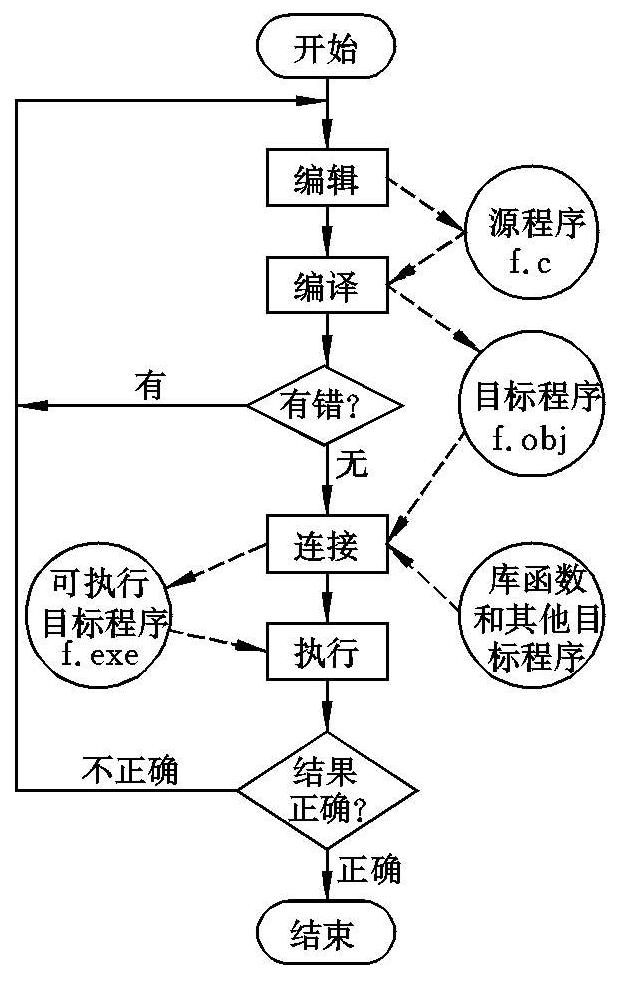 开始
编辑
源程序
f.c
编译
有
有错?
目标程序
f.obj
无
连接
可执行
目标程序
f.exe
库函数
和其他目
标程序
执行
不正确
结果
正确?
正确
结束